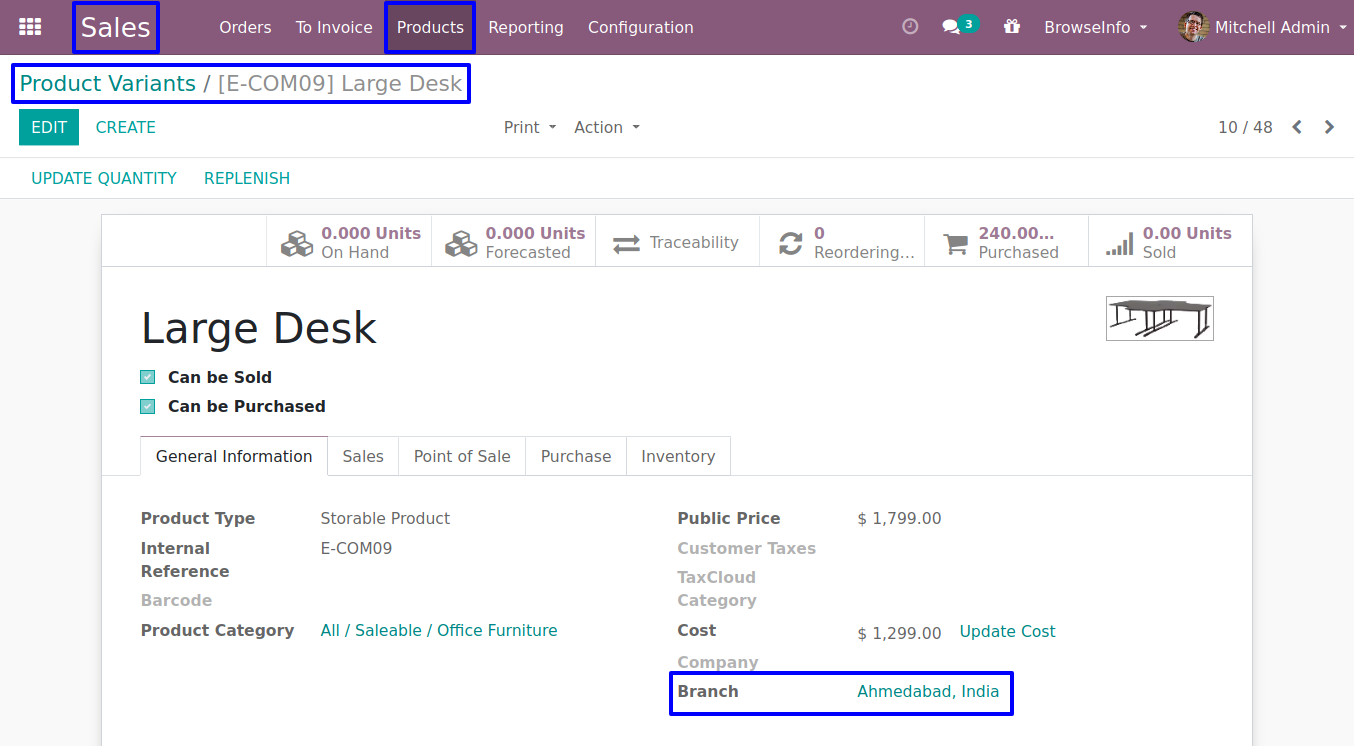 Sales Orders To Invoice Products Reporting Configuration 3 BrowseInfo Mitchell Admin
Product Variants / [E-COM09] Large Desk
EDIT CREATE Print Action 10 / 48
UPDATE QUANTITY REPLENISH
0.000 Units
On Hand
0.000 Units
Forecasted
Traceability
0
Reordering...
240.00...
Purchased
0.00 Units
Sold
Large Desk
Can be Sold
Can be Purchased
General Information Sales Point of Sale Purchase Inventory
Product Type Storable Product
Internal Reference E-COM09
Barcode
Product Category All / Saleable / Office Furniture
Public Price $ 1,799.00
Customer Taxes
TaxCloud
Category
Cost $ 1,299.00 Update Cost
Company
Branch Ahmedabad, India